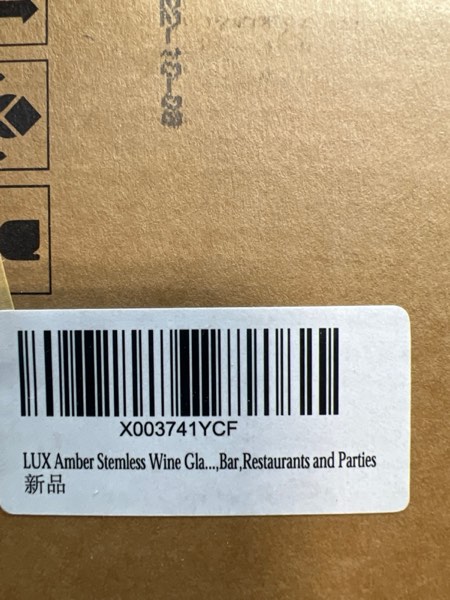 X003741YCF
LUX Amber Stemless Wine Gla...,Bar,Restaurants and Parties
新品